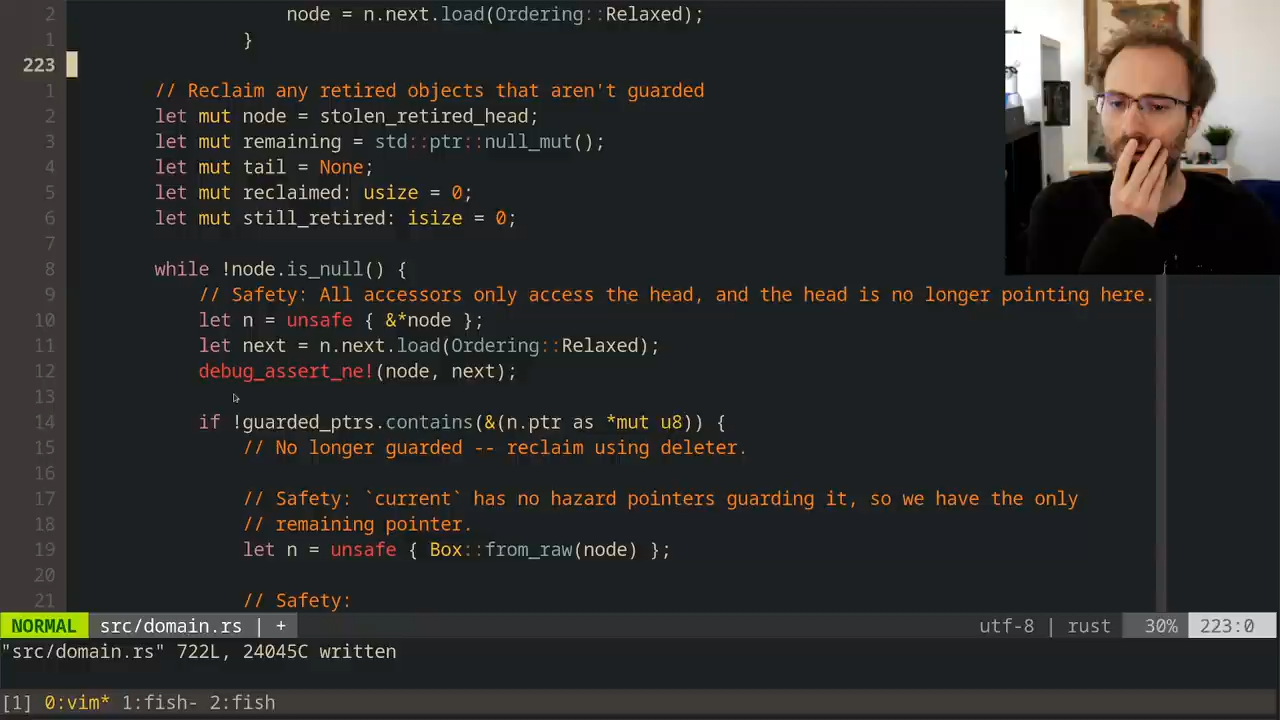 2 node = n.next.load(Ordering::Relaxed);
1 }
223
1 // Reclaim any retired objects that aren't guarded
2 let mut node = stolen_retired_head;
3 let mut remaining = std::ptr::null_mut();
4 let mut tail = None;
5 let mut reclaimed: usize = 0;
6 let mut still_retired: isize = 0;
7
8 while !node.is_null() {
9 // Safety: All accessors only access the head, and the head is no longer pointing here.
10 let n = unsafe { &*node };
11 let next = n.next.load(Ordering::Relaxed);
12 debug_assert_ne!(node, next);
13
14 if !guarded_ptrs.contains(&(n.ptr as *mut u8)) {
15 // No longer guarded -- reclaim using deleter.
16
17 // Safety: `current` has no hazard pointers guarding it, so we have the only
18 // remaining pointer.
19 let n = unsafe { Box::from_raw(node) };
20
21 // Safety:
NORMAL src/domain.rs | + utf-8 | rust 30% 223:0
"src/domain.rs" 722L, 24045C written
[1] 0:vim* 1:fish- 2:fish